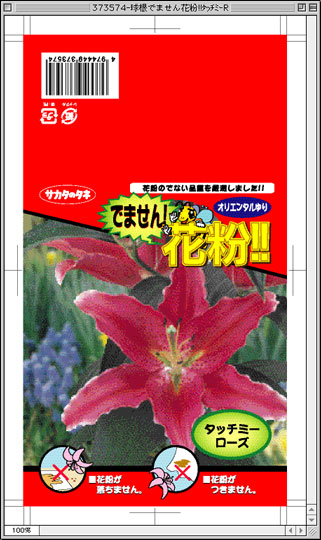 373574-球根でません花粉!!ﾀｯﾁﾐｰR
4 974449 373574
サカタのタネ
花粉のでない品種を厳選しました!!
でません!
オリエンタルゆり
花粉!!
タッチミー
ローズ
■花粉が
落ちません。
■花粉が
つきません。
100%